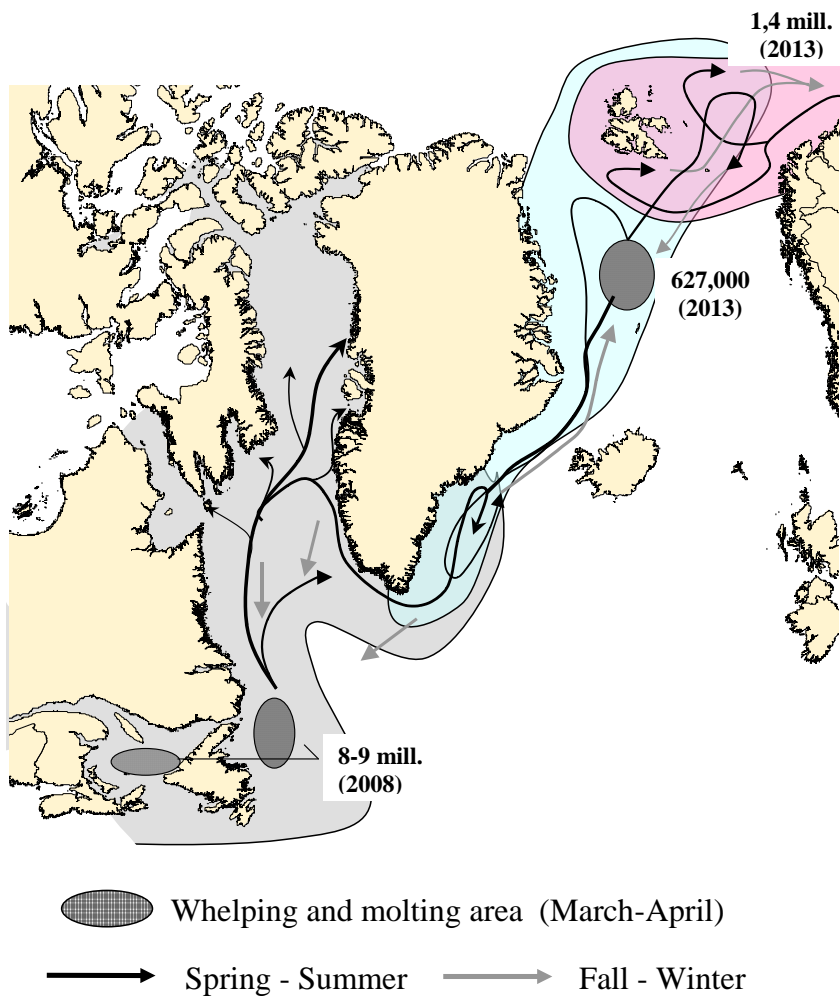 1,4 mill.
(2013)
627,000
(2013)
8-9 mill.
(2008)
Whelping and molting area (March-April)
Spring - Summer
Fall - Winter